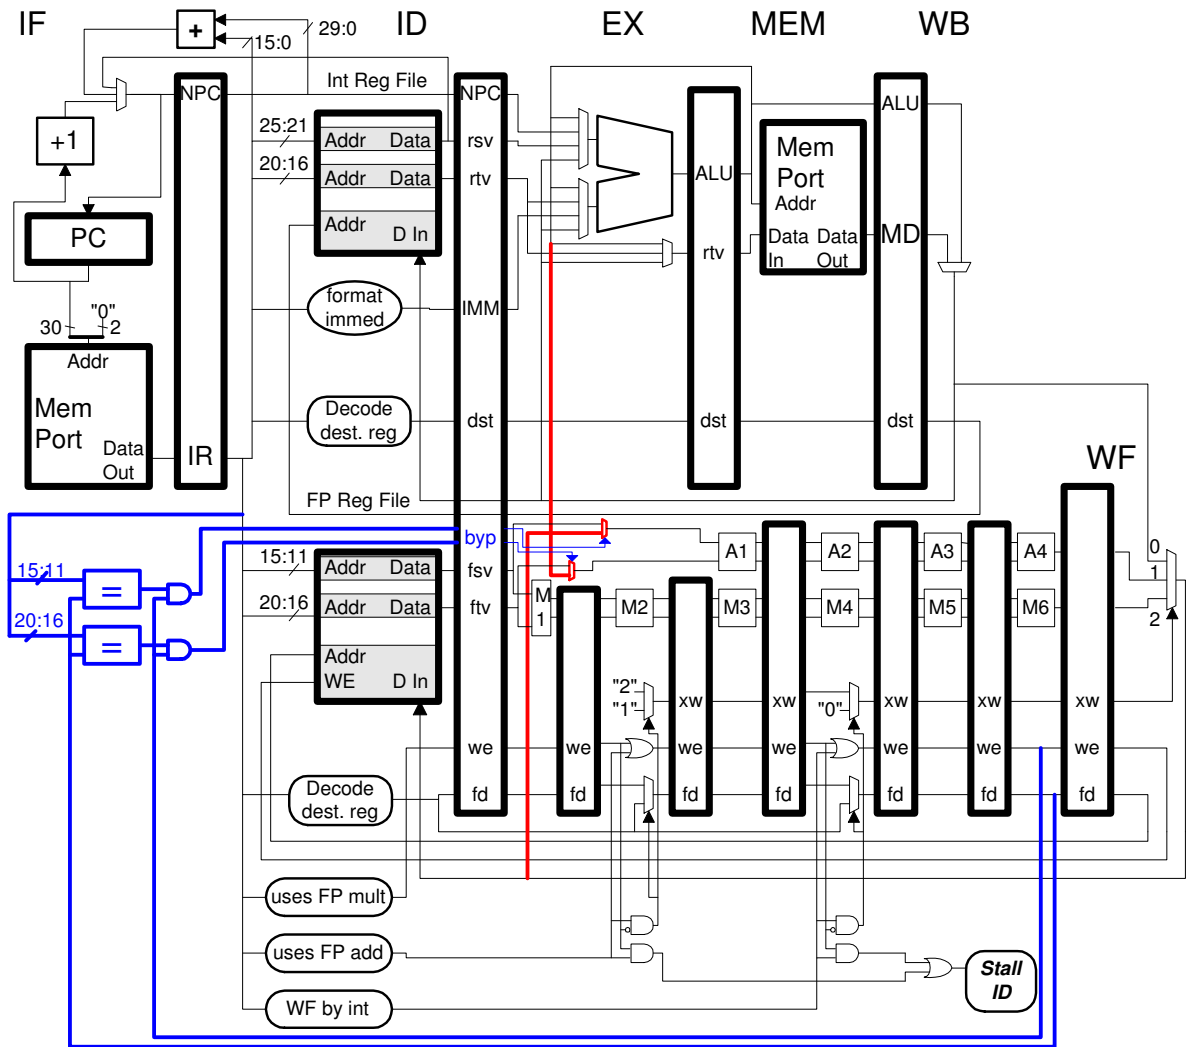 IF
ID
EX
MEM
WB
+
29:0
15:0
Int Reg File
NPC
NPC
ALU
+1
25:21
Addr
Data
rsv
20:16
Addr
Data
rtv
ALU
Mem
Port
Addr
PC
Addr
D In
rtv
Data
In
Data
Out
MD
"0"
30
2
format
immed
IMM
Addr
Mem
Port
Data
Out
IR
Decode
dest. reg
dst
dst
dst
FP Reg File
WF
byp
15:11
=
15:11
Addr
Data
fsv
A1
A2
A3
A4
0
1
2
20:16
=
20:16
Addr
Data
ftv
M
1
M2
M3
M4
M5
M6
Addr
WE
D In
"2"
"1"
xw
xw
"0"
xw
xw
xw
we
we
we
we
we
we
we
Decode
dest. reg
fd
fd
fd
fd
fd
fd
fd
uses FP mult
uses FP add
WF by int
Stall
ID